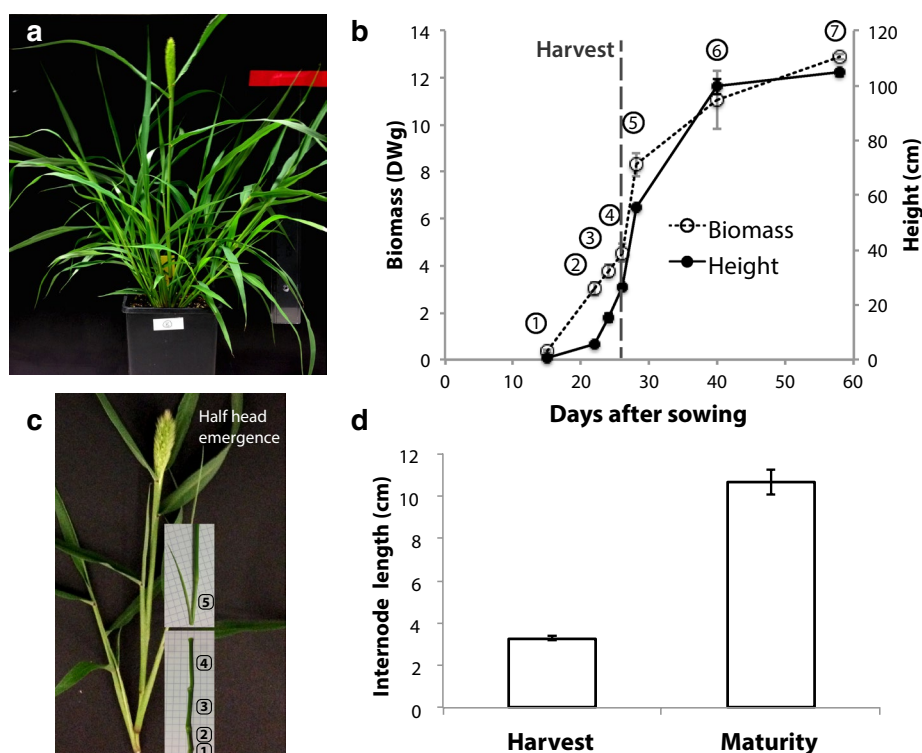 a
b
14
12
10
8
6
4
2
0
Biomass (DWg)
Harvest
1
2
3
4
5
6
7
Biomass
Height
120
100
80
60
40
20
0
Height (cm)
0 10 20 30 40 50 60
Days after sowing
c
Half head
emergence
5
4
3
2
1
d
12
10
8
6
4
2
0
Internode length (cm)
Harvest Maturity